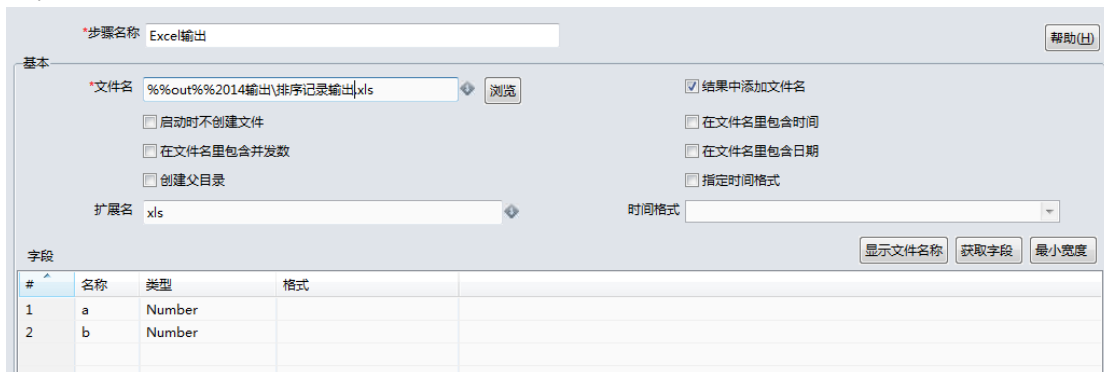 *步骤名称 Excel输出 帮助(H)
基本
*文件名 %%out%%2014输出\排序记录输出.xls 浏览 结果中添加文件名
启动时不创建文件 在文件名里包含时间
在文件名里包含并发数 在文件名里包含日期
创建父目录 指定时间格式
扩展名 xls 时间格式
字段 显示文件名称 获取字段 最小宽度
# 名称 类型 格式
1 a Number
2 b Number